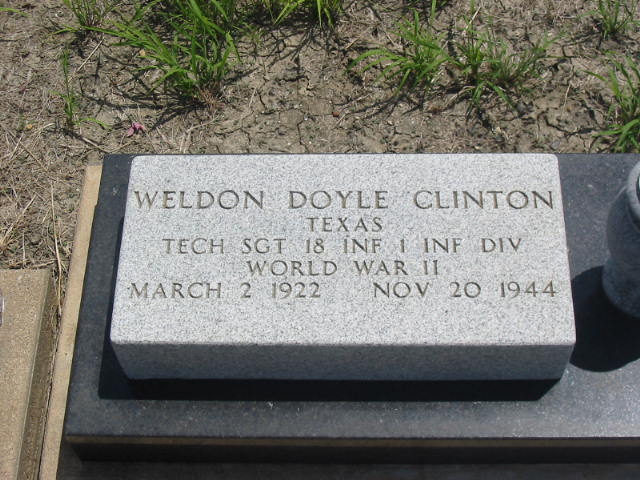 WELDON DOYLE CLINTON
TEXAS
TECH SGT 18 INF 1 INF DIV
WORLD WAR II
MARCH 2 1922 NOV 20 1944